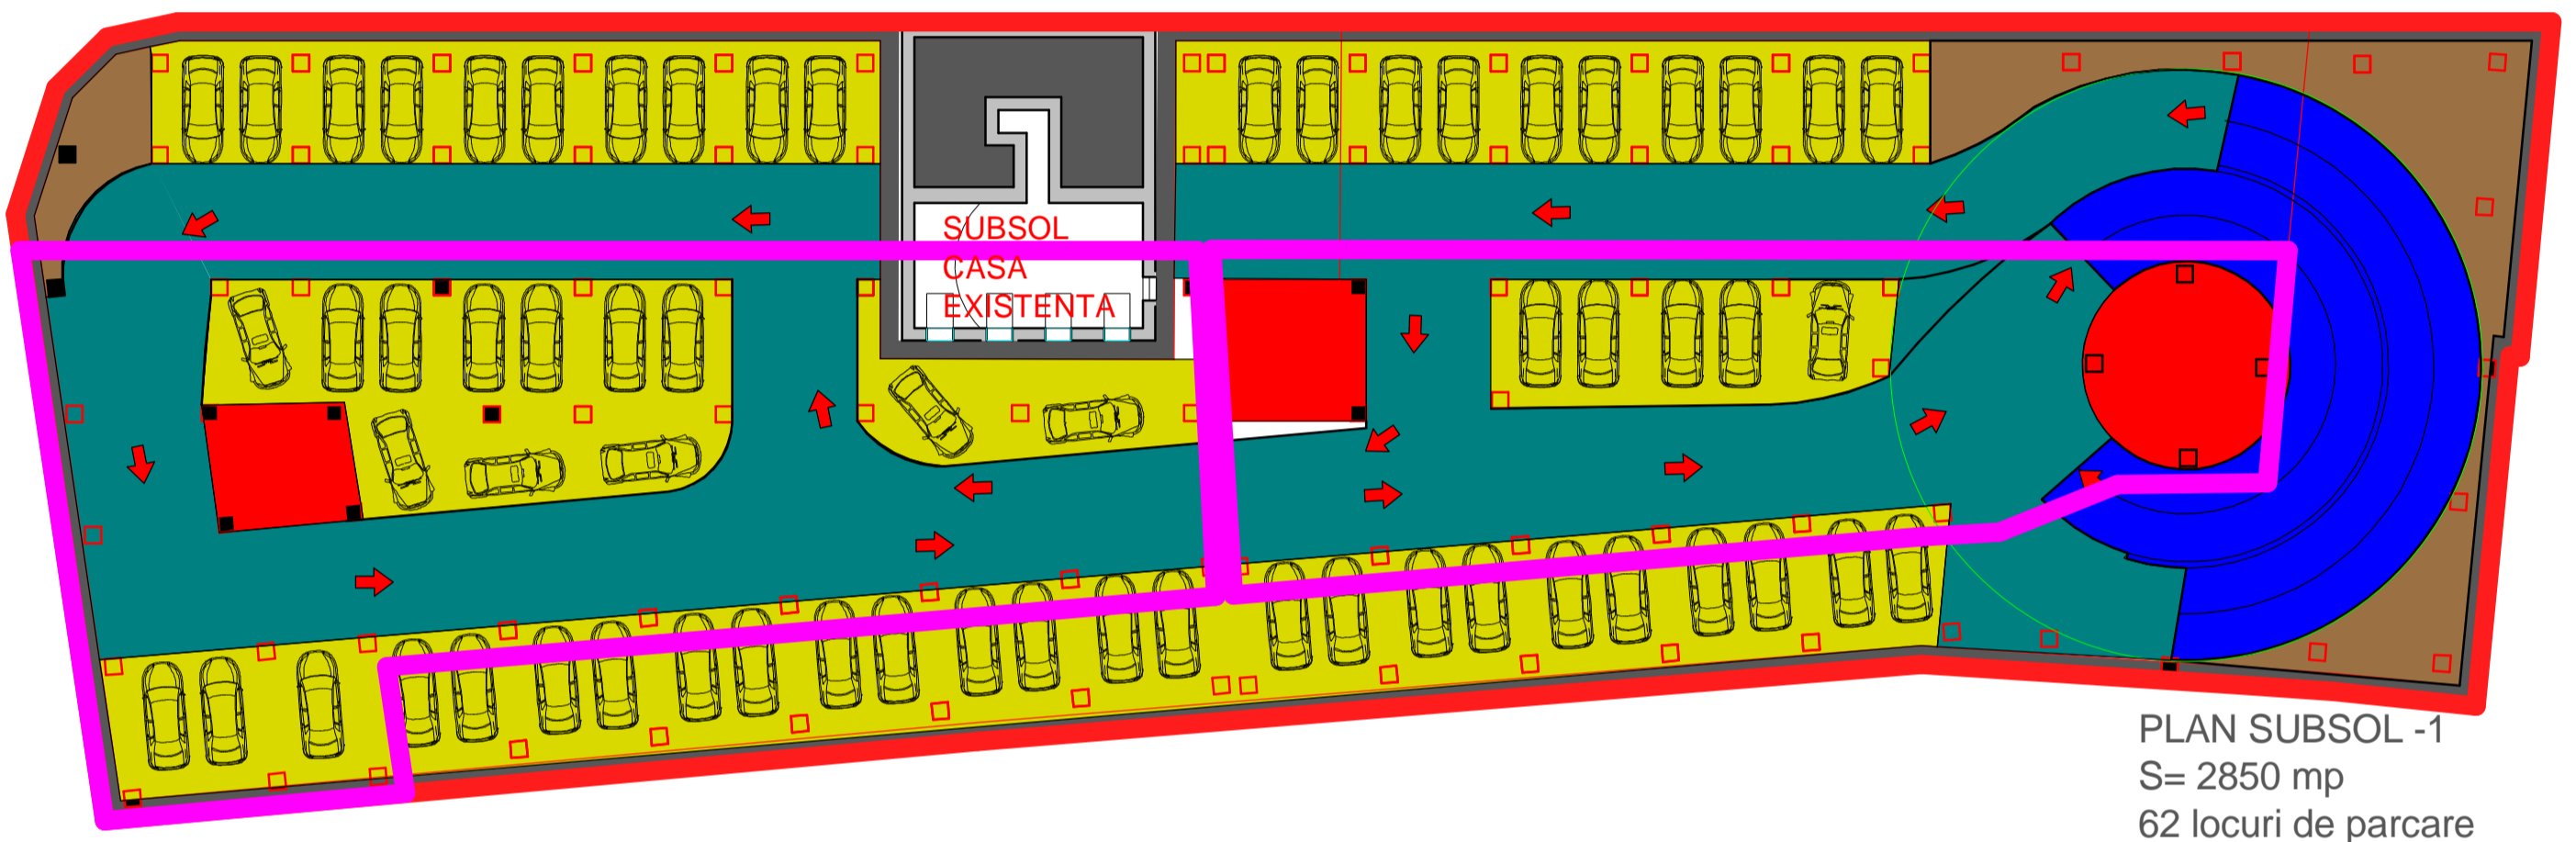 SUBSOL
CASA
EXISTENTA
PLAN SUBSOL -1
S= 2850 mp
62 locuri de parcare